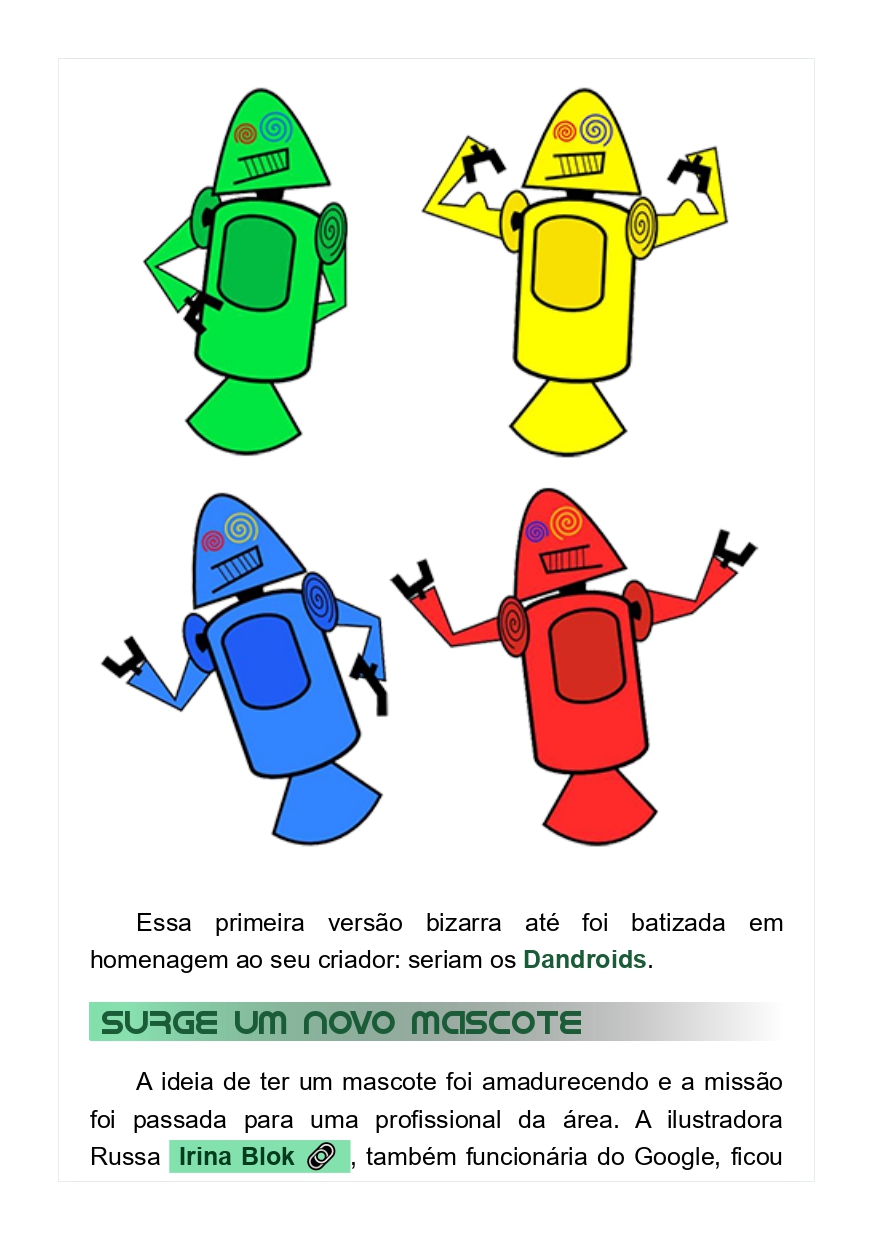 Essa primeira versão bizarra até foi batizada em
homenagem ao seu criador: seriam os Dandroids.
SURGE UM NOVO MASCOTE
A ideia de ter um mascote foi amadurecendo e a missão
foi passada para uma profissional da área. A ilustradora
Russa Irina Blok , também funcionária do Google, ficou